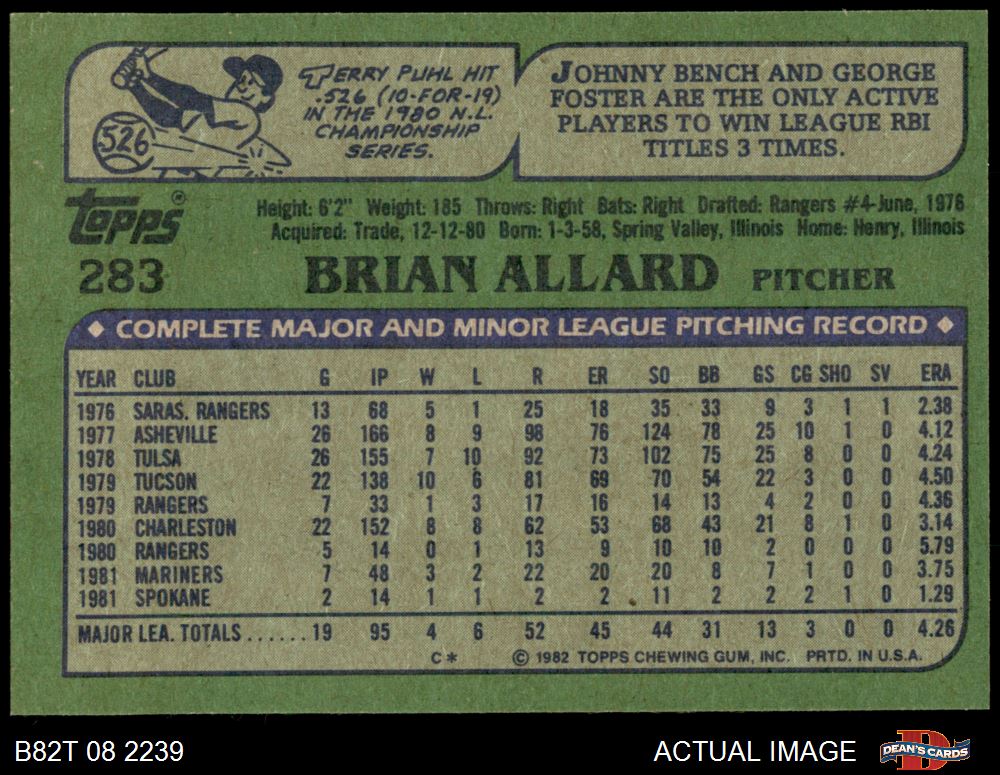 TERRY PUHL HIT
.526 (10-FOR-19)
IN THE 1980 N.L.
CHAMPIONSHIP
SERIES.
526
JOHNNY BENCH AND GEORGE
FOSTER ARE THE ONLY ACTIVE
PLAYERS TO WIN LEAGUE RBI
TITLES 3 TIMES.
topps®
Height: 6'2" Weight: 185 Throws: Right Bats: Right Drafted: Rangers #4-June, 1976
Acquired: Trade, 12-12-80 Born: 1-3-58, Spring Valley, Illinois Home: Henry, Illinois
283 BRIAN ALLARD PITCHER
♦ COMPLETE MAJOR AND MINOR LEAGUE PITCHING RECORD ♦
YEAR CLUB G IP W L R ER SO BB GS CG SHO SV ERA
1976 SARAS. RANGERS 13 68 5 1 25 18 35 33 9 3 1 1 2.38
1977 ASHEVILLE 26 166 8 9 98 76 124 78 25 10 1 0 4.12
1978 TULSA 26 155 7 10 92 73 102 75 25 8 0 0 4.24
1979 TUCSON 22 138 10 6 81 69 70 54 22 3 0 0 4.50
1979 RANGERS 7 33 1 3 17 16 14 13 4 2 0 0 4.36
1980 CHARLESTON 22 152 8 8 62 53 68 43 21 8 1 0 3.14
1980 RANGERS 5 14 0 1 13 9 10 10 2 0 0 0 5.79
1981 MARINERS 7 48 3 2 22 20 20 8 7 1 0 0 3.75
1981 SPOKANE 2 14 1 1 2 2 11 2 2 2 1 0 1.29
MAJOR LEA. TOTALS ...... 19 95 4 6 52 45 44 31 13 3 0 0 4.26
C* © 1982 TOPPS CHEWING GUM, INC. PRTD. IN U.S.A.
B82T 08 2239 ACTUAL IMAGE D DEAN'S CARDS